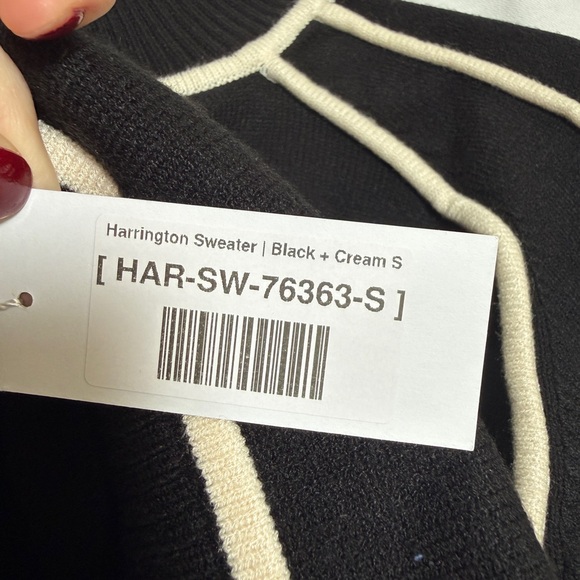 Harrington Sweater | Black + Cream S
[ HAR-SW-76363-S ]